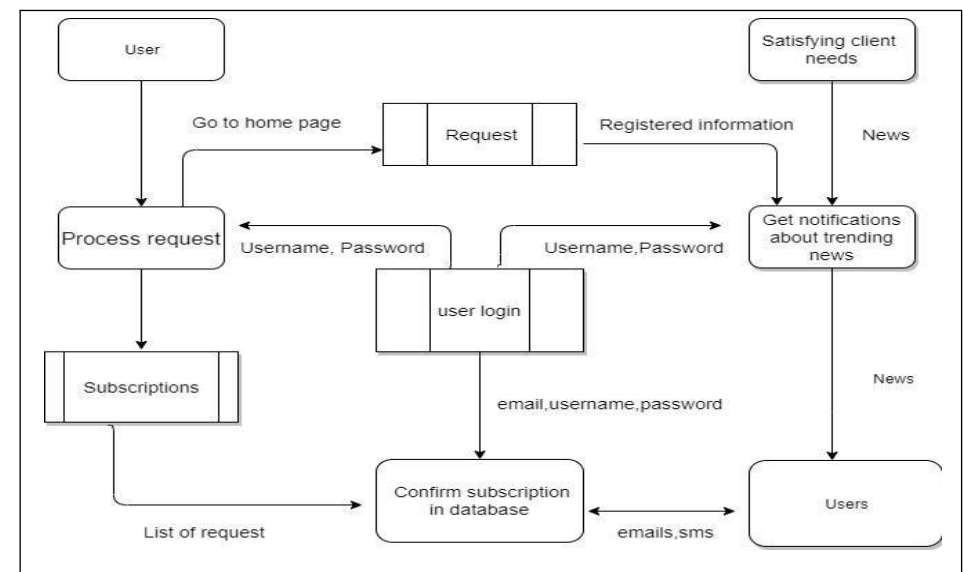 User
Satisfying client
needs
Go to home page
Request
Registered information
News
Process request
Get notifications
about trending
news
Username, Password
Username,Password
user login
Subscriptions
News
email,username,password
Confirm subscription
in database
Users
List of request
emails,sms